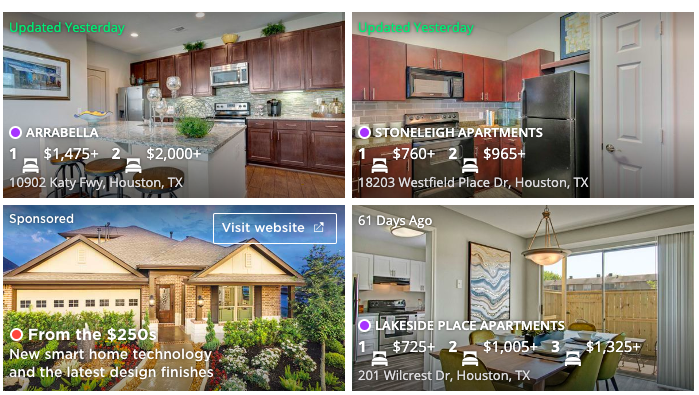 Updated Yesterday
ARRABELLA
1 $1,475+ 2 $2,000+
10902 Katy Fwy, Houston, TX
Updated Yesterday
STONELEIGH APARTMENTS
1 $760+ 2 $965+
18203 Westfield Place Dr, Houston, TX
Sponsored
Visit website
From the $250s
New smart home technology
and the latest design finishes
61 Days Ago
LAKESIDE PLACE APARTMENTS
1 $725+ 2 $1,005+ 3 $1,325+
201 Wilcrest Dr, Houston, TX